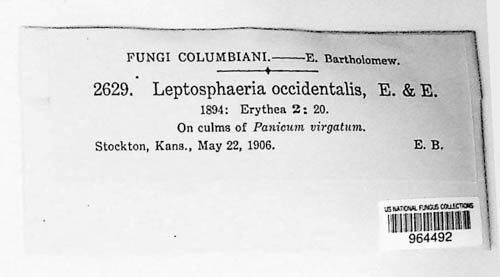 FUNGI COLUMBIANI.—E. Bartholomew.
2629. Leptosphaeria occidentalis, E. & E.
1894: Erythea 2: 20.
On culms of Panicum virgatum.
Stockton, Kans., May 22, 1906. E. B.
US NATIONAL FUNGUS COLLECTIONS
964492